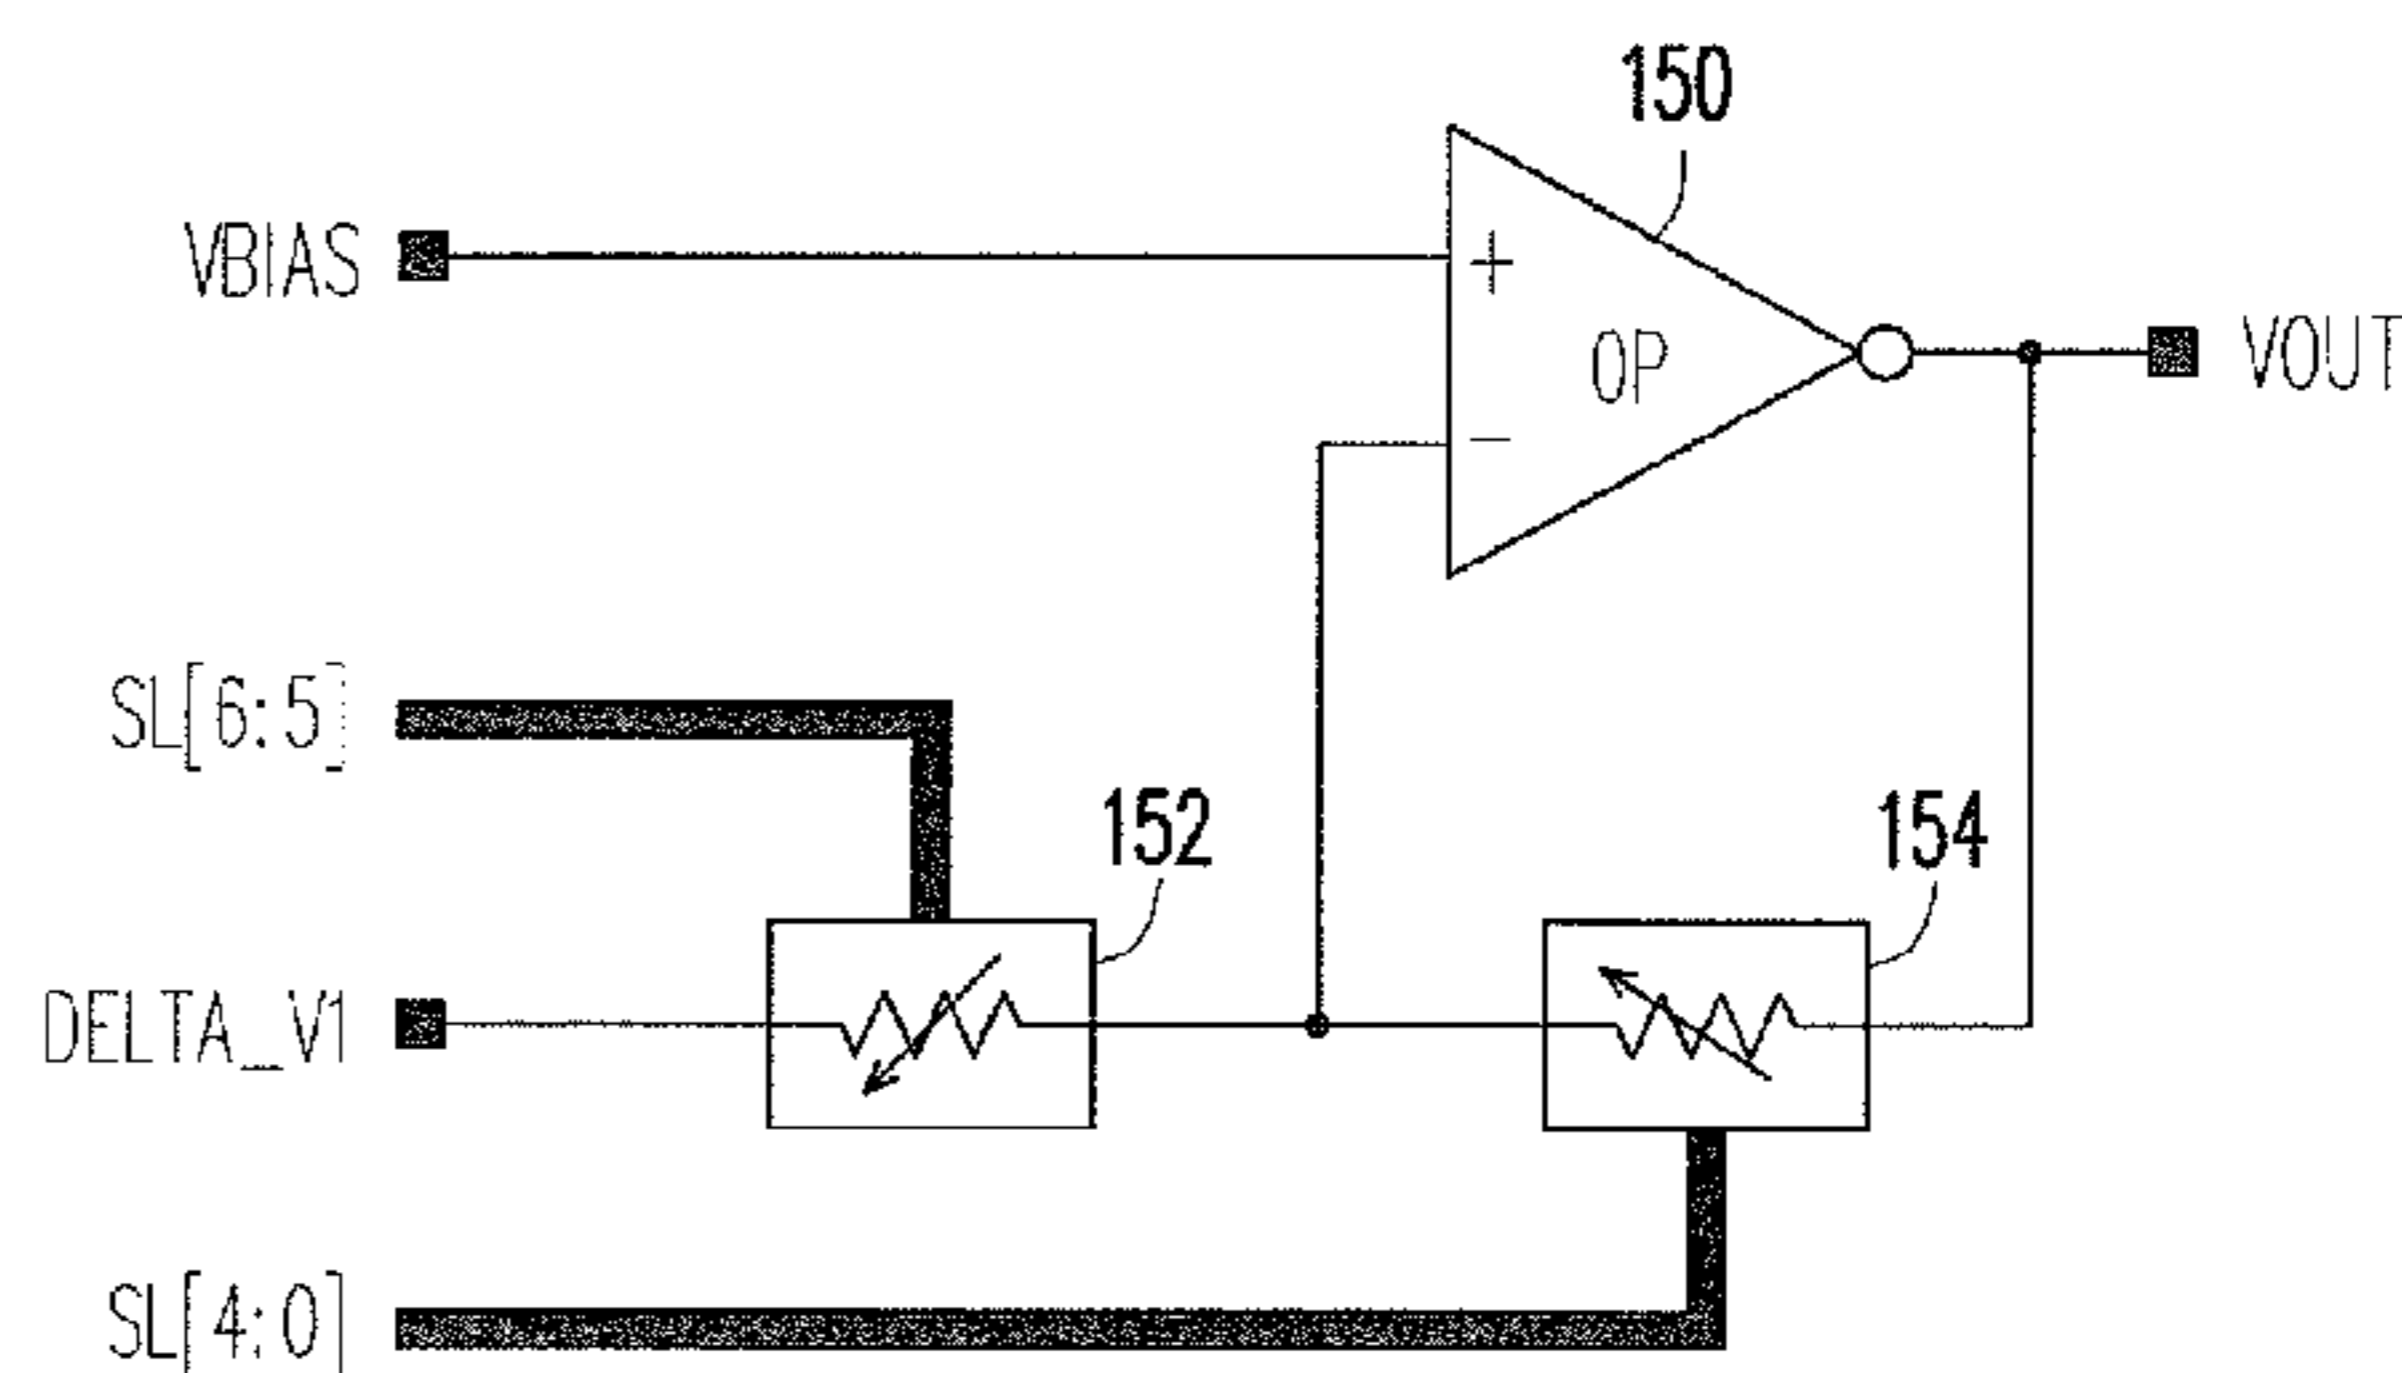 150
VBIAS
+
OP
VOUT
−
SL[6:5]
152
154
DELTA_V1
SL[4:0]